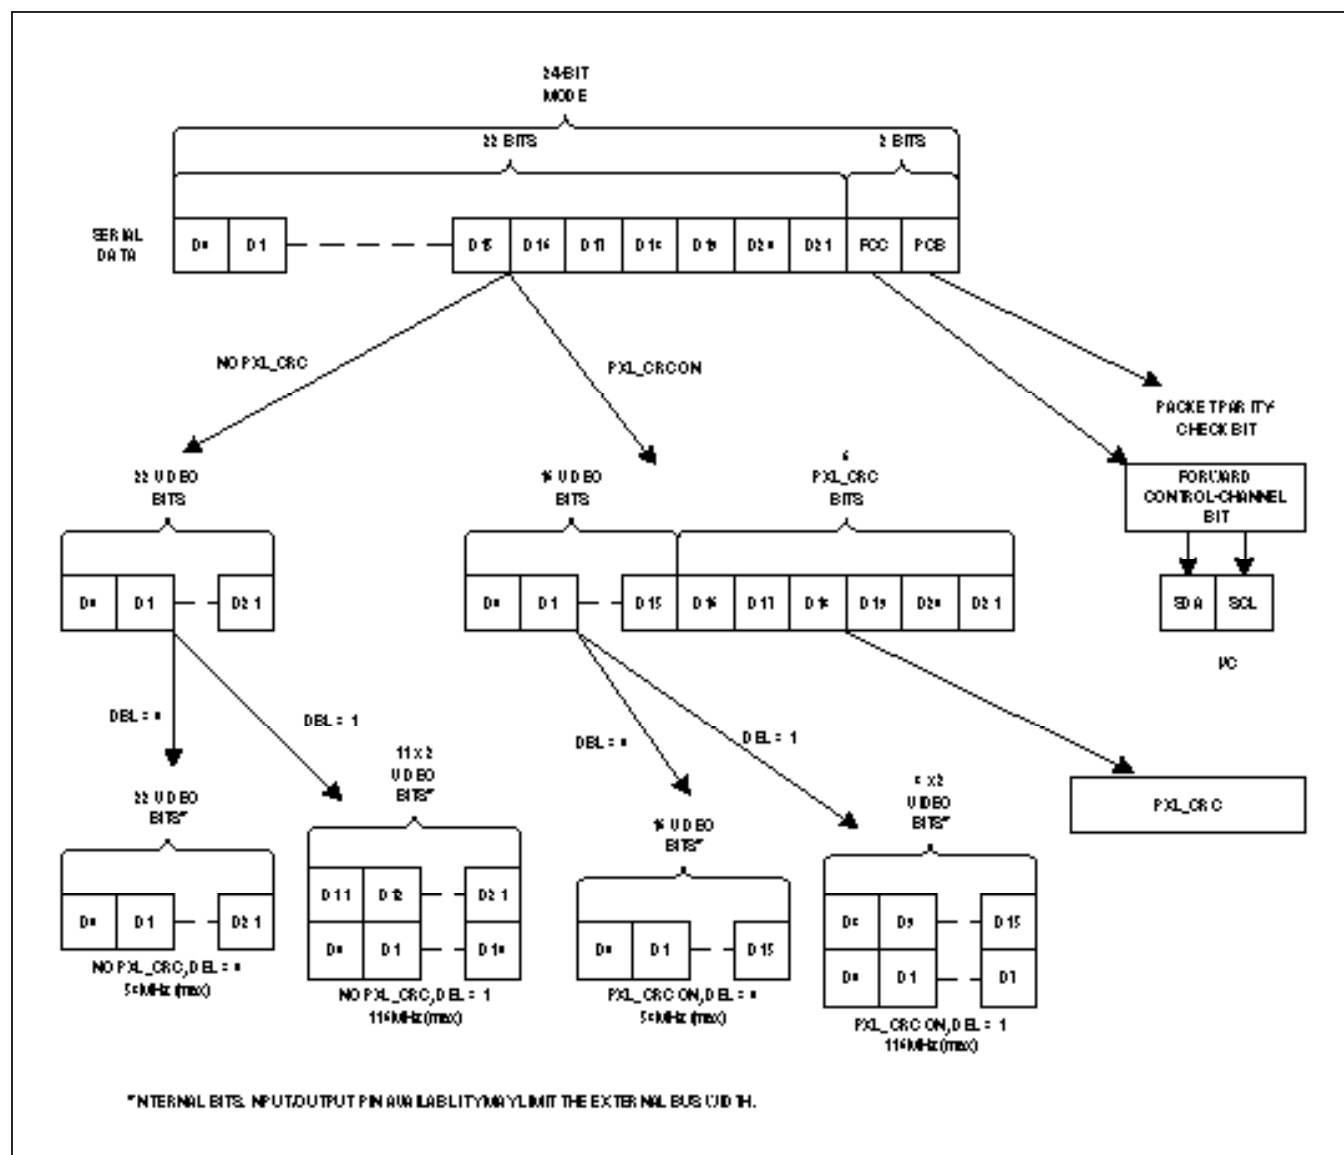 24-BIT
MODE
22 BITS
2 BITS
SERIAL
DATA
D0 D1 D15 D16 D17 D18 D19 D20 D21 FCC PCB
NO PXL_CRC
PXL_CRC ON
PACKET PARITY-
CHECK BIT
22 VIDEO
BITS
16 VIDEO
BITS
6
PXL_CRC
BITS
FORWARD
CONTROL-CHANNEL
BIT
D0 D1 D21
D0 D1 D15 D16 D17 D18 D19 D20 D21
SDA SCL
DBL = 0
DBL = 1
DBL = 0
DBL = 1
22 VIDEO
BITS*
11 x 2
VIDEO
BITS*
16 VIDEO
BITS*
8 x 2
VIDEO
BITS*
PXL_CRC
D0 D1 D21
NO PXL_CRC, DBL = 0
58MHz (max)
D11 D12 D21
D0 D1 D10
NO PXL_CRC, DBL = 1
116MHz (max)
D0 D1 D15
PXL_CRC ON, DBL = 0
58MHz (max)
D8 D9 D15
D0 D1 D7
PXL_CRC ON, DBL = 1
116MHz (max)
*INTERNAL BITS. INPUT/OUTPUT PIN AVAILABLITY MAY LIMIT THE EXTERNAL BUS WIDTH.